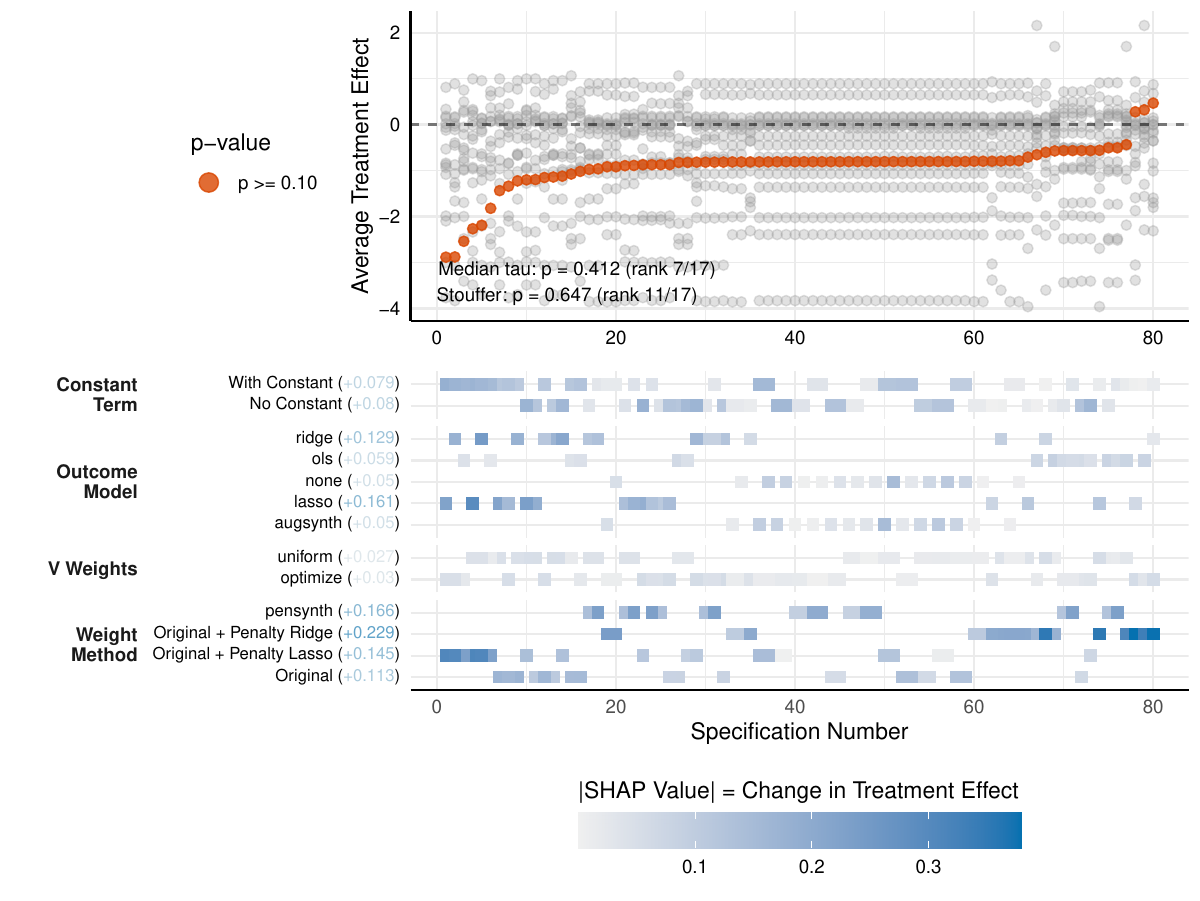 2
0
−2
−4
Average Treatment Effect
p−value
p >= 0.10
Median tau: p = 0.412 (rank 7/17)
Stouffer: p = 0.647 (rank 11/17)
0 20 40 60 80
Constant
Term
With Constant (+0.079)
No Constant (+0.08)
Outcome
Model
ridge (+0.129)
ols (+0.059)
none (+0.05)
lasso (+0.161)
augsynth (+0.05)
V Weights
uniform (+0.027)
optimize (+0.03)
Weight
Method
pensynth (+0.166)
Original + Penalty Ridge (+0.229)
Original + Penalty Lasso (+0.145)
Original (+0.113)
0 20 40 60 80
Specification Number
|SHAP Value| = Change in Treatment Effect
0.1 0.2 0.3